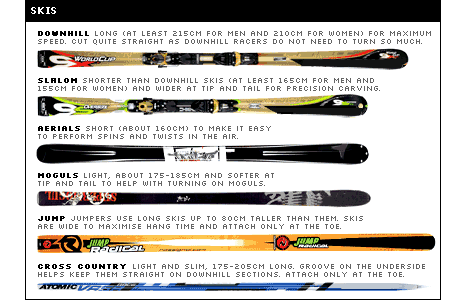 SKIS
DOWNHILL LONG (AT LEAST 215CM FOR MEN AND 210CM FOR WOMEN) FOR MAXIMUM
SPEED. CUT QUITE STRAIGHT AS DOWNHILL RACERS DO NOT NEED TO TURN SO MUCH.
WORLDCUP
SLALOM SHORTER THAN DOWNHILL SKIS (AT LEAST 165CM FOR MEN AND
155CM FOR WOMEN) AND WIDER AT TIP AND TAIL FOR PRECISION CARVING.
AERIALS SHORT (ABOUT 160CM) TO MAKE IT EASY
TO PERFORM SPINS AND TWISTS IN THE AIR.
MOGULS LIGHT, ABOUT 175-185CM AND SOFTER AT
TIP AND TAIL TO HELP WITH TURNING ON MOGULS.
JUMP JUMPERS USE LONG SKIS UP TO 80CM TALLER THAN THEM. SKIS
ARE WIDE TO MAXIMISE HANG TIME AND ATTACH ONLY AT THE TOE.
JUMP
RADICAL
JUMP
RADICAL
CROSS COUNTRY LIGHT AND SLIM, 175-205CM LONG. GROOVE ON THE UNDERSIDE
HELPS KEEP THEM STRAIGHT ON DOWNHILL SECTIONS. ATTACH ONLY AT THE TOE.
ATOMIC